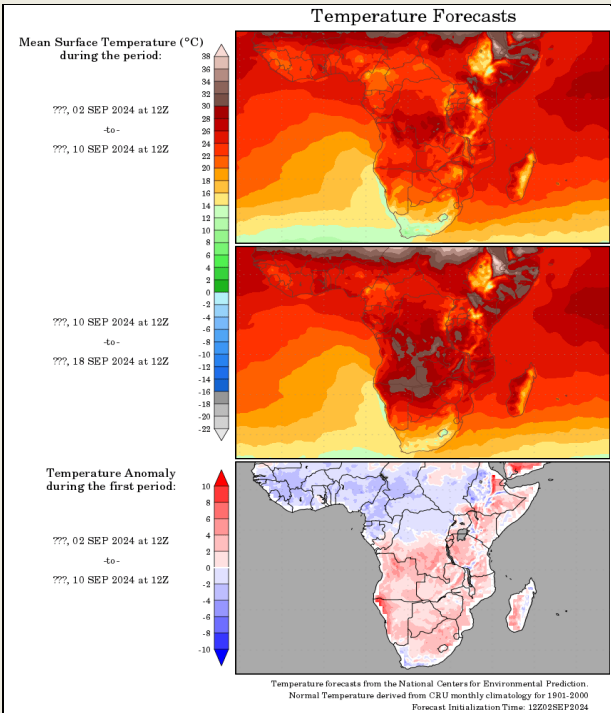 Temperature Forecasts
Mean Surface Temperature (°C)
during the period:
???, 02 SEP 2024 at 12Z
-to-
???, 10 SEP 2024 at 12Z
38
36
34
32
30
28
26
24
22
20
18
16
14
12
10
8
6
4
2
0
-2
-4
-6
-8
-10
-12
-14
-16
-18
-20
-22
???, 10 SEP 2024 at 12Z
-to-
???, 18 SEP 2024 at 12Z
Temperature Anomaly
during the first period:
???, 02 SEP 2024 at 12Z
-to-
???, 10 SEP 2024 at 12Z
10
8
6
4
2
0
-2
-4
-6
-8
-10
Temperature forecasts from the National Centers for Environmental Prediction.
Normal Temperature derived from CRU monthly climatology for 1901-2000
Forecast Initialization Time: 12Z02SEP2024